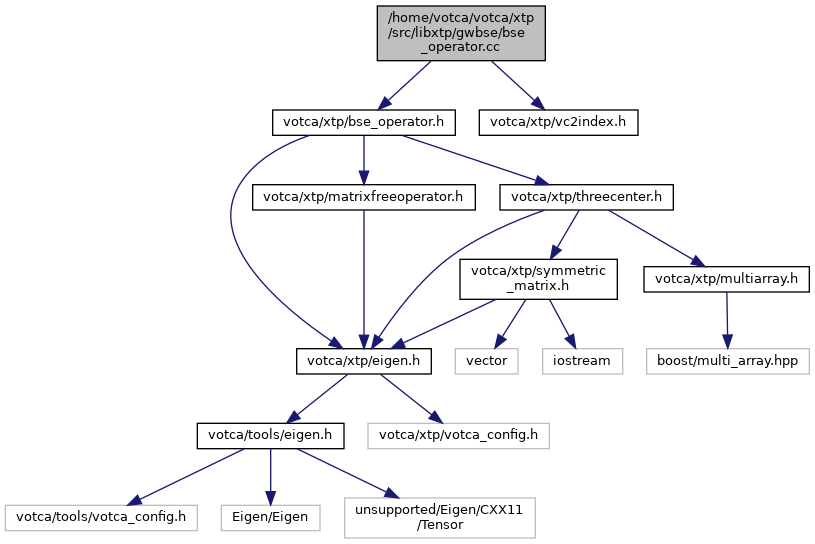 /home/votca/votca/xtp
/src/libxtp/gwbse/bse
_operator.cc
votca/xtp/bse_operator.h
votca/xtp/vc2index.h
votca/xtp/matrixfreeoperator.h
votca/xtp/threecenter.h
votca/xtp/symmetric
_matrix.h
votca/xtp/multiarray.h
votca/xtp/eigen.h
vector
iostream
boost/multi_array.hpp
votca/tools/eigen.h
votca/xtp/votca_config.h
votca/tools/votca_config.h
Eigen/Eigen
unsupported/Eigen/CXX11
/Tensor